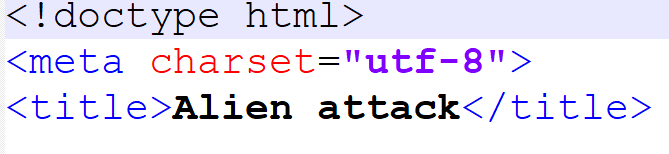 <!doctype html>
<meta charset="utf-8">
<title>Alien attack</title>